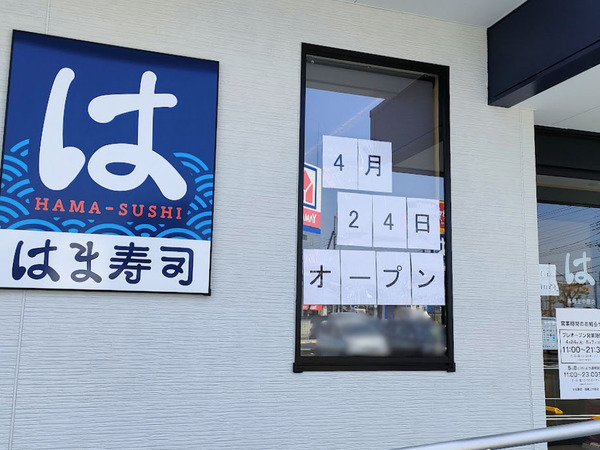 は
HAMA-SUSHI
はま寿司
4月
24日
オープン
は
営業時間のお知らせ
11:00~21:3
11:00~23:00